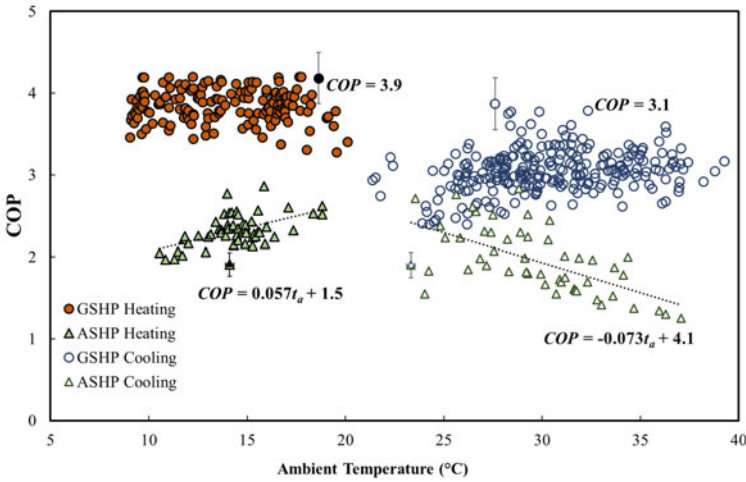 5
4
3
2
1
0
COP
COP = 3.9
COP = 3.1
COP = 0.057tₐ + 1.5
COP = -0.073tₐ + 4.1
GSHP Heating
ASHP Heating
GSHP Cooling
ASHP Cooling
5 10 15 20 25 30 35 40
Ambient Temperature (°C)